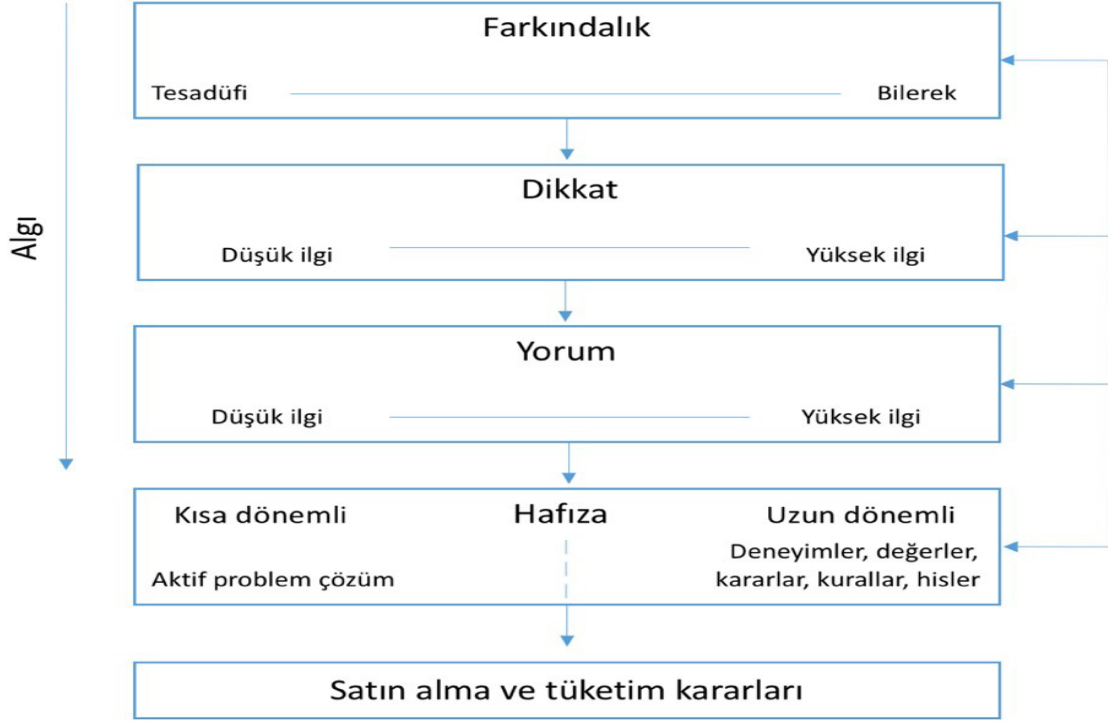 Farkındalık
Tesadüfi Bilerek
Algı
Dikkat
Düşük ilgi Yüksek ilgi
Yorum
Düşük ilgi Yüksek ilgi
Kısa dönemli Hafıza Uzun dönemli
Deneyimler, değerler,
Aktif problem çözüm kararlar, kurallar, hisler
Satın alma ve tüketim kararları